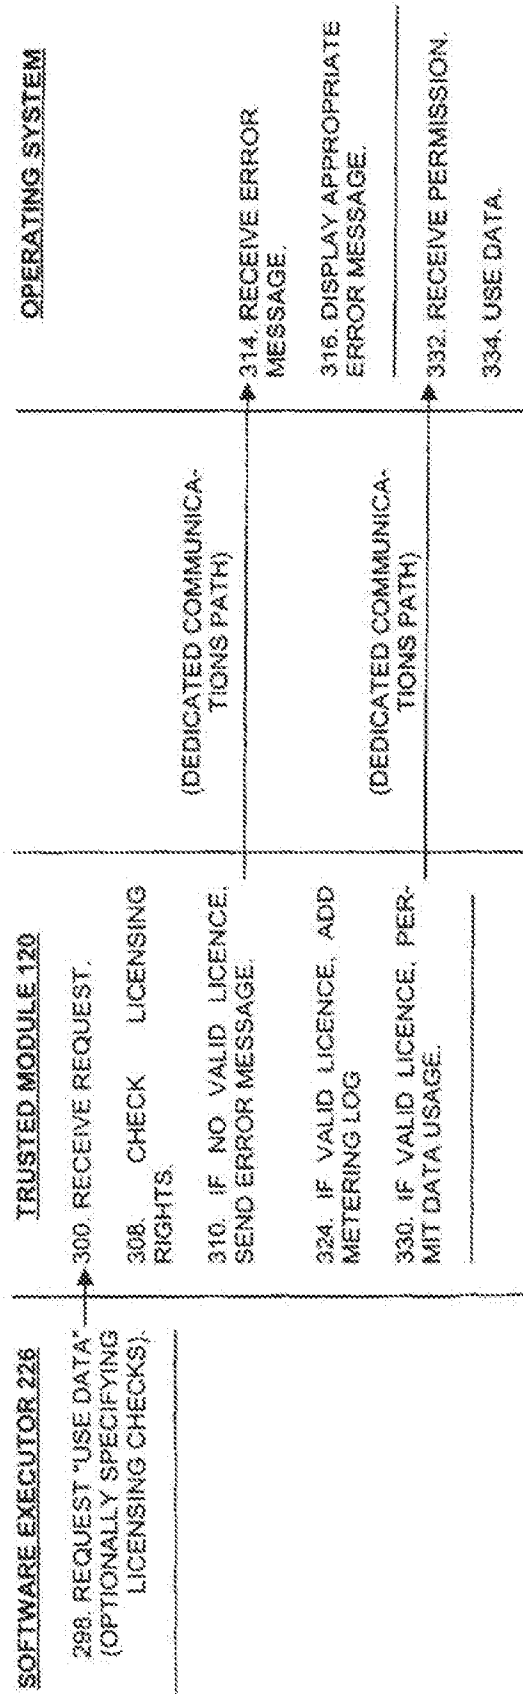 SOFTWARE EXECUTOR 226
298. REQUEST "USE DATA"
(OPTIONALLY SPECIFYING
LICENSING CHECKS).
TRUSTED MODULE 120
300. RECEIVE REQUEST.
308. CHECK LICENSING
RIGHTS.
310. IF NO VALID LICENCE,
SEND ERROR MESSAGE.
324. IF VALID LICENCE, ADD
METERING LOG
330. IF VALID LICENCE, PER-
MIT DATA USAGE.
(DEDICATED COMMUNICA-
TIONS PATH)
(DEDICATED COMMUNICA-
TIONS PATH)
OPERATING SYSTEM
314. RECEIVE ERROR
MESSAGE.
316. DISPLAY APPROPRIATE
ERROR MESSAGE.
332. RECEIVE PERMISSION.
334. USE DATA.